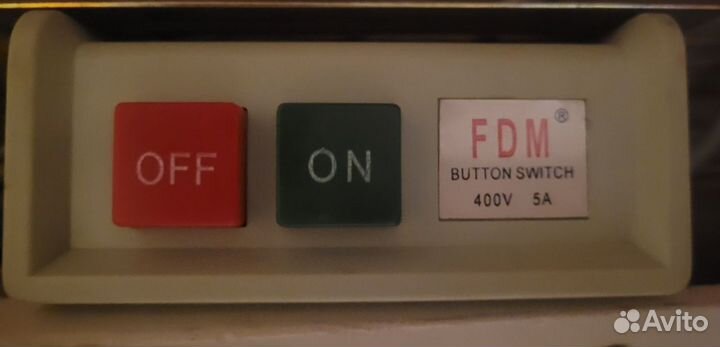 OFF
ON
FDM®
BUTTON SWITCH
400V 5A
Avito